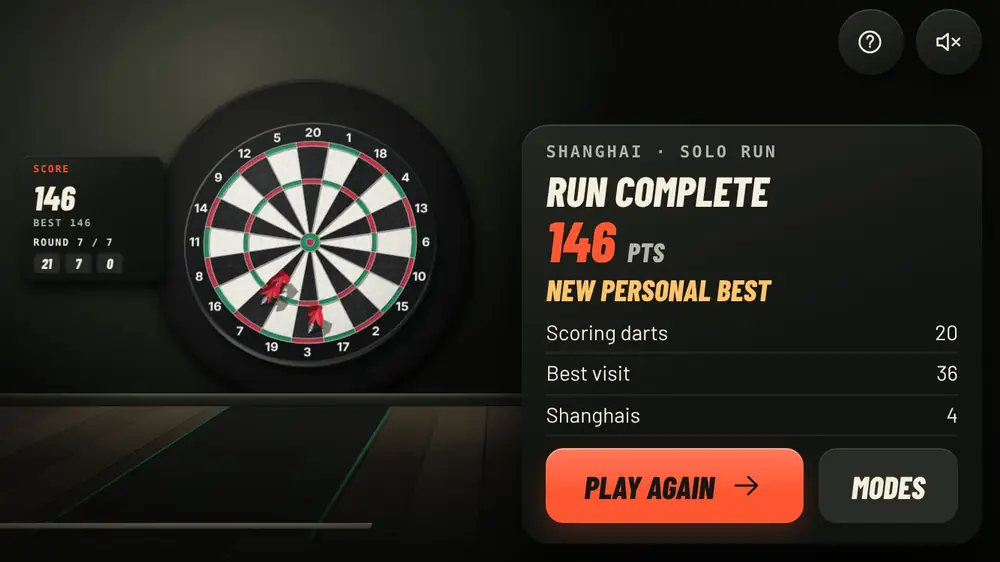 SCORE
146
BEST 146
ROUND 7 / 7
21 7 0
20
1
18
4
13
6
10
15
2
17
3
19
7
16
8
11
14
9
12
5
SHANGHAI · SOLO RUN
RUN COMPLETE
146 PTS
NEW PERSONAL BEST
Scoring darts 20
Best visit 36
Shanghais 4
PLAY AGAIN →
MODES